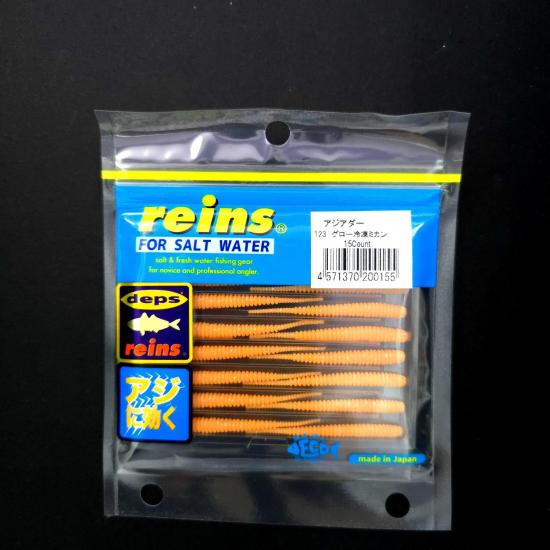 reins®
FOR SALT WATER
salt & fresh water fishing gear
for novice and professional angler.
アジアダー
123 グロー冷凍ミカン
15Count
4 571370 200155
deps
reins®
アジ
に効く
EGO
made in Japan